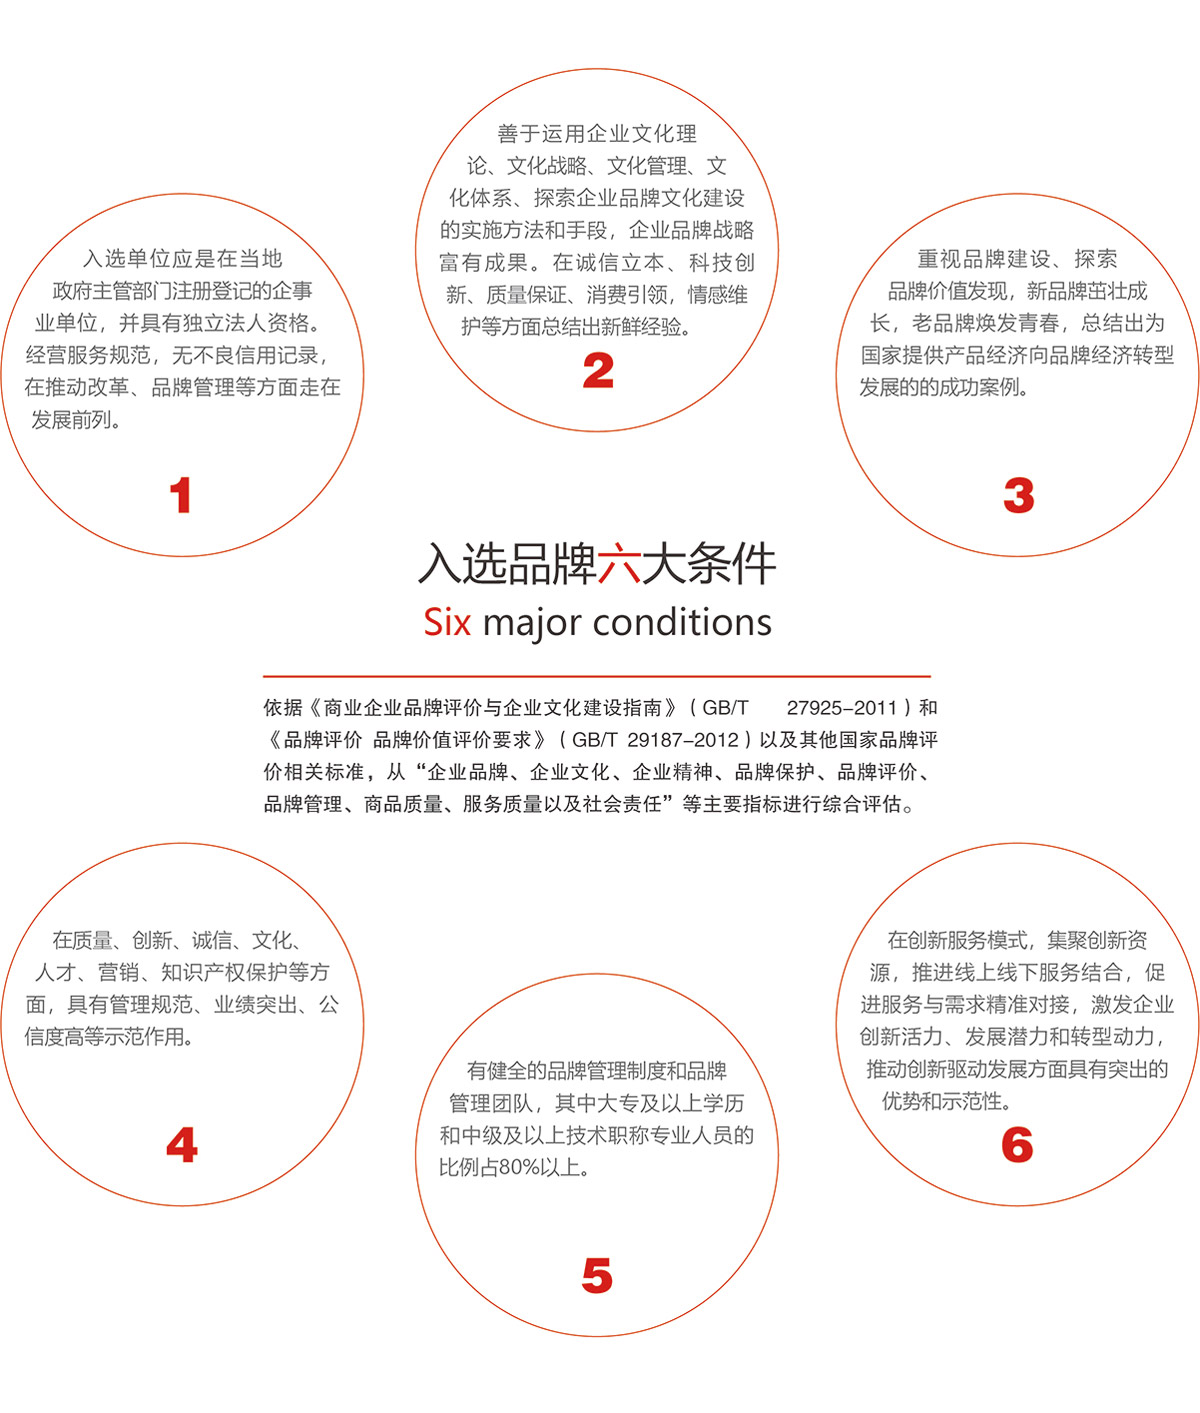 入选单位应是在当地
政府主管部门注册登记的企事
业单位，并具有独立法人资格。
经营服务规范，无不良信用记录，
在推动改革、品牌管理等方面走在
发展前列。
1
善于运用企业文化理
论、文化战略、文化管理、文
化体系、探索企业品牌文化建设
的实施方法和手段，企业品牌战略
富有成果。在诚信立本、科技创
新、质量保证、消费引领，情感维
护等方面总结出新鲜经验。
2
重视品牌建设、探索
品牌价值发现，新品牌茁壮成
长，老品牌焕发青春，总结出为
国家提供产品经济向品牌经济转型
发展的的成功案例。
3
入选品牌六大条件
Six major conditions
依据《商业企业品牌评价与企业文化建设指南》（GB/T 27925-2011）和
《品牌评价 品牌价值评价要求》（GB/T 29187-2012）以及其他国家品牌评
价相关标准，从“企业品牌、企业文化、企业精神、品牌保护、品牌评价、
品牌管理、商品质量、服务质量以及社会责任”等主要指标进行综合评估。
在质量、创新、诚信、文化、
人才、营销、知识产权保护等方
面，具有管理规范、业绩突出、公
信度高等示范作用。
4
有健全的品牌管理制度和品牌
管理团队，其中大专及以上学历
和中级及以上技术职称专业人员的
比例占80%以上。
5
在创新服务模式，集聚创新资
源，推进线上线下服务结合，促
进服务与需求精准对接，激发企业
创新活力、发展潜力和转型动力，
推动创新驱动发展方面具有突出的
优势和示范性。
6